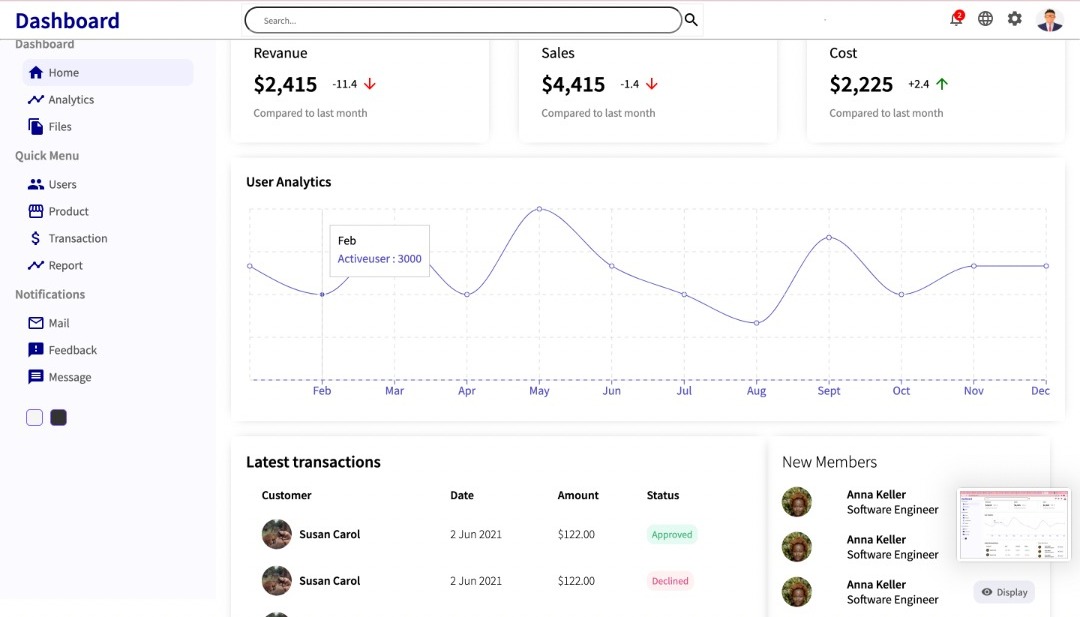 Dashboard
Search...
2
Dashboard
Home
Analytics
Files
Quick Menu
Users
Product
Transaction
Report
Notifications
Mail
Feedback
Message
Revanue
$2,415 -11.4
Compared to last month
Sales
$4,415 -1.4
Compared to last month
Cost
$2,225 +2.4
Compared to last month
User Analytics
Feb
Activeuser : 3000
Feb Mar Apr May Jun Jul Aug Sept Oct Nov Dec
Latest transactions
Customer Date Amount Status
Susan Carol 2 Jun 2021 $122.00 Approved
Susan Carol 2 Jun 2021 $122.00 Declined
New Members
Anna Keller
Software Engineer
Anna Keller
Software Engineer
Anna Keller
Software Engineer
Display